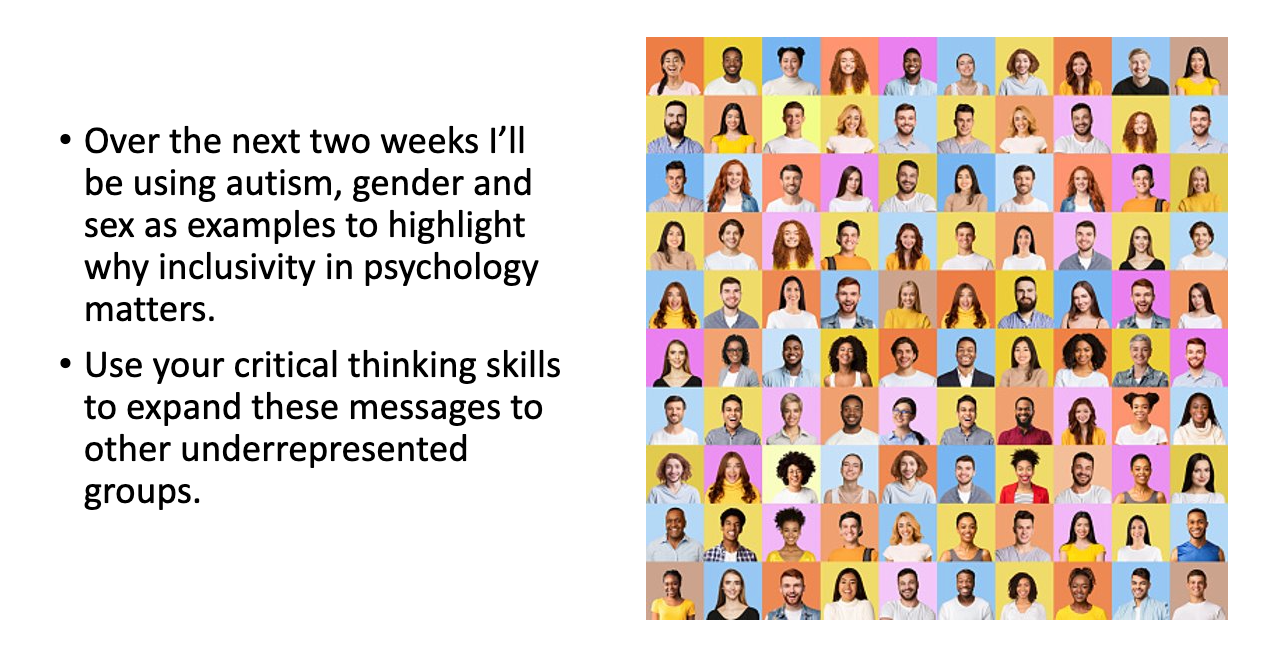 • Over the next two weeks I’ll
be using autism, gender and
sex as examples to highlight
why inclusivity in psychology
matters.
• Use your critical thinking skills
to expand these messages to
other underrepresented
groups.